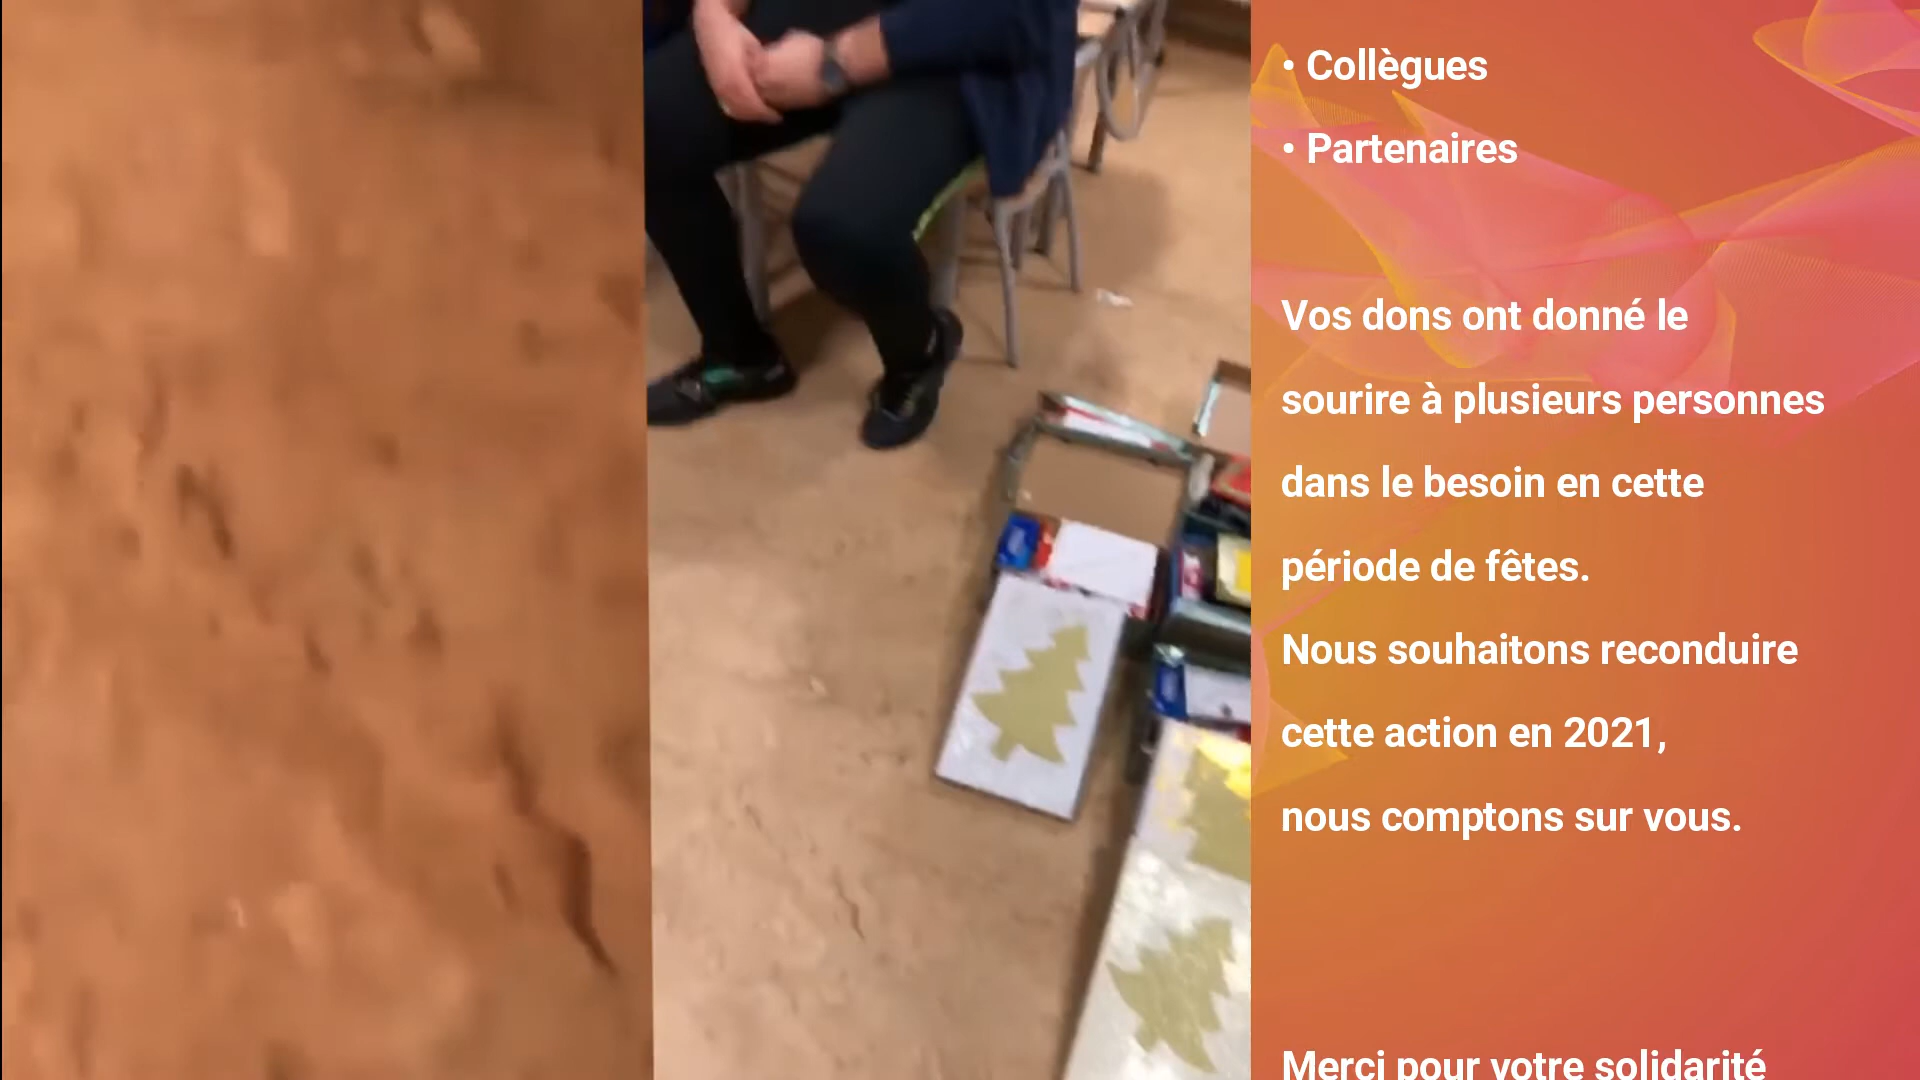 • Collègues
• Partenaires
Vos dons ont donné le
sourire à plusieurs personnes
dans le besoin en cette
période de fêtes.
Nous souhaitons reconduire
cette action en 2021,
nous comptons sur vous.
Merci pour votre solidarité